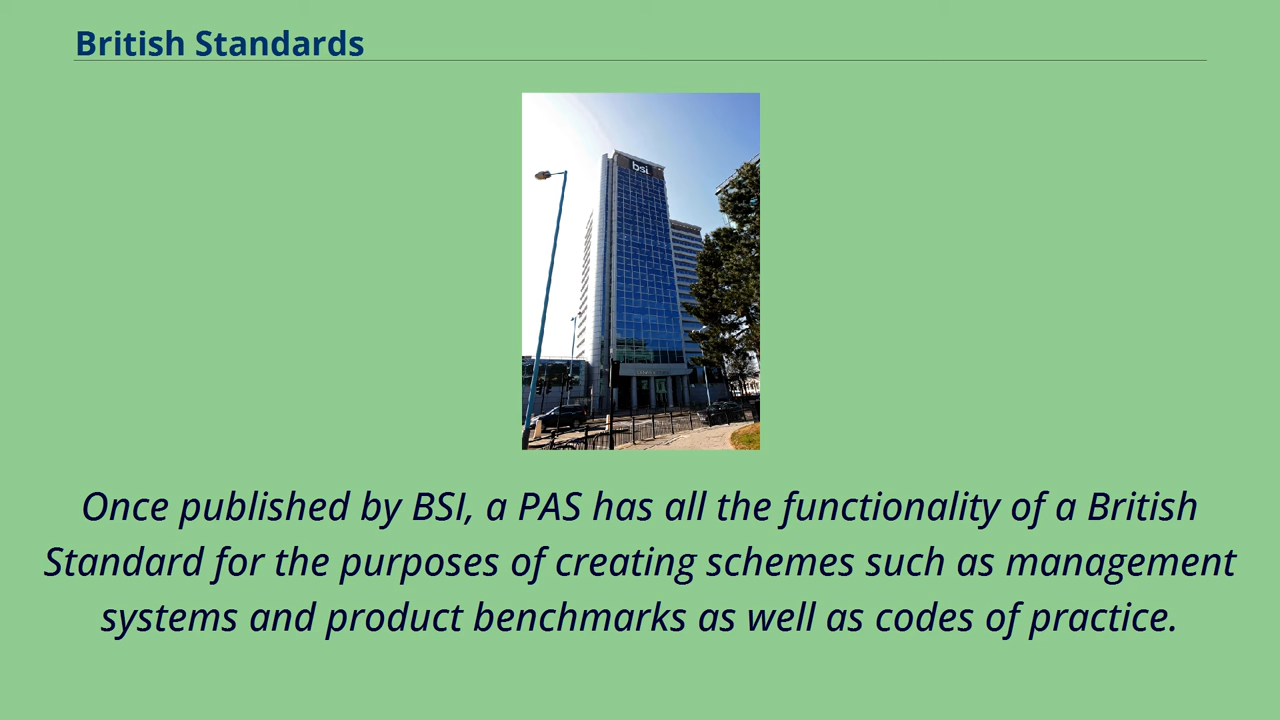 British Standards
bsi
Once published by BSI, a PAS has all the functionality of a British
Standard for the purposes of creating schemes such as management
systems and product benchmarks as well as codes of practice.